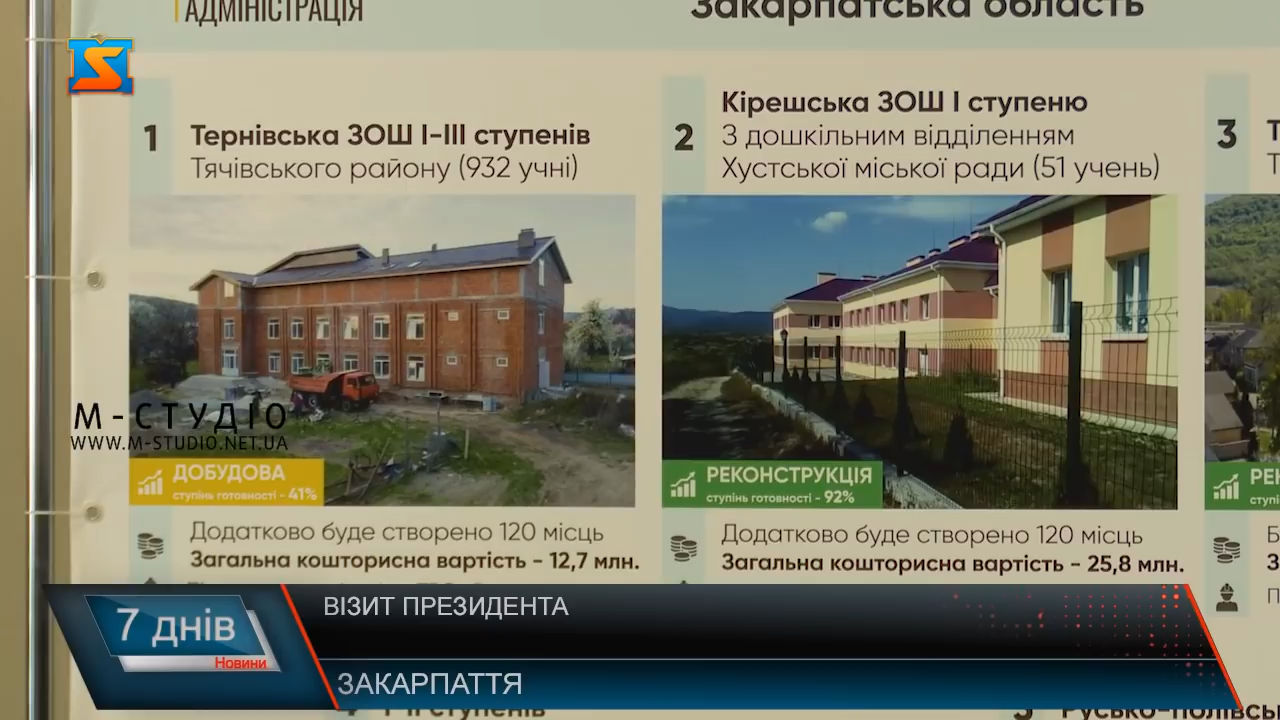 АДМІНІСТРАЦІЯ
Закарпатська область
1
Тернівська ЗОШ І-ІІІ ступенів
Тячівського району (932 учні)
2
Кірешська ЗОШ І ступеню
З дошкільним відділенням
Хустської міської ради (51 учень)
3
М-СТУДІО
WWW.M-STUDIO.NET.UA
ДОБУДОВА
ступінь готовності - 41%
РЕКОНСТРУКЦІЯ
ступінь готовності - 92%
Додатково буде створено 120 місць
Загальна кошторисна вартість - 12,7 млн.
Додатково буде створено 120 місць
Загальна кошторисна вартість - 25,8 млн.
7 днів
Новини
ВІЗИТ ПРЕЗИДЕНТА
ЗАКАРПАТТЯ